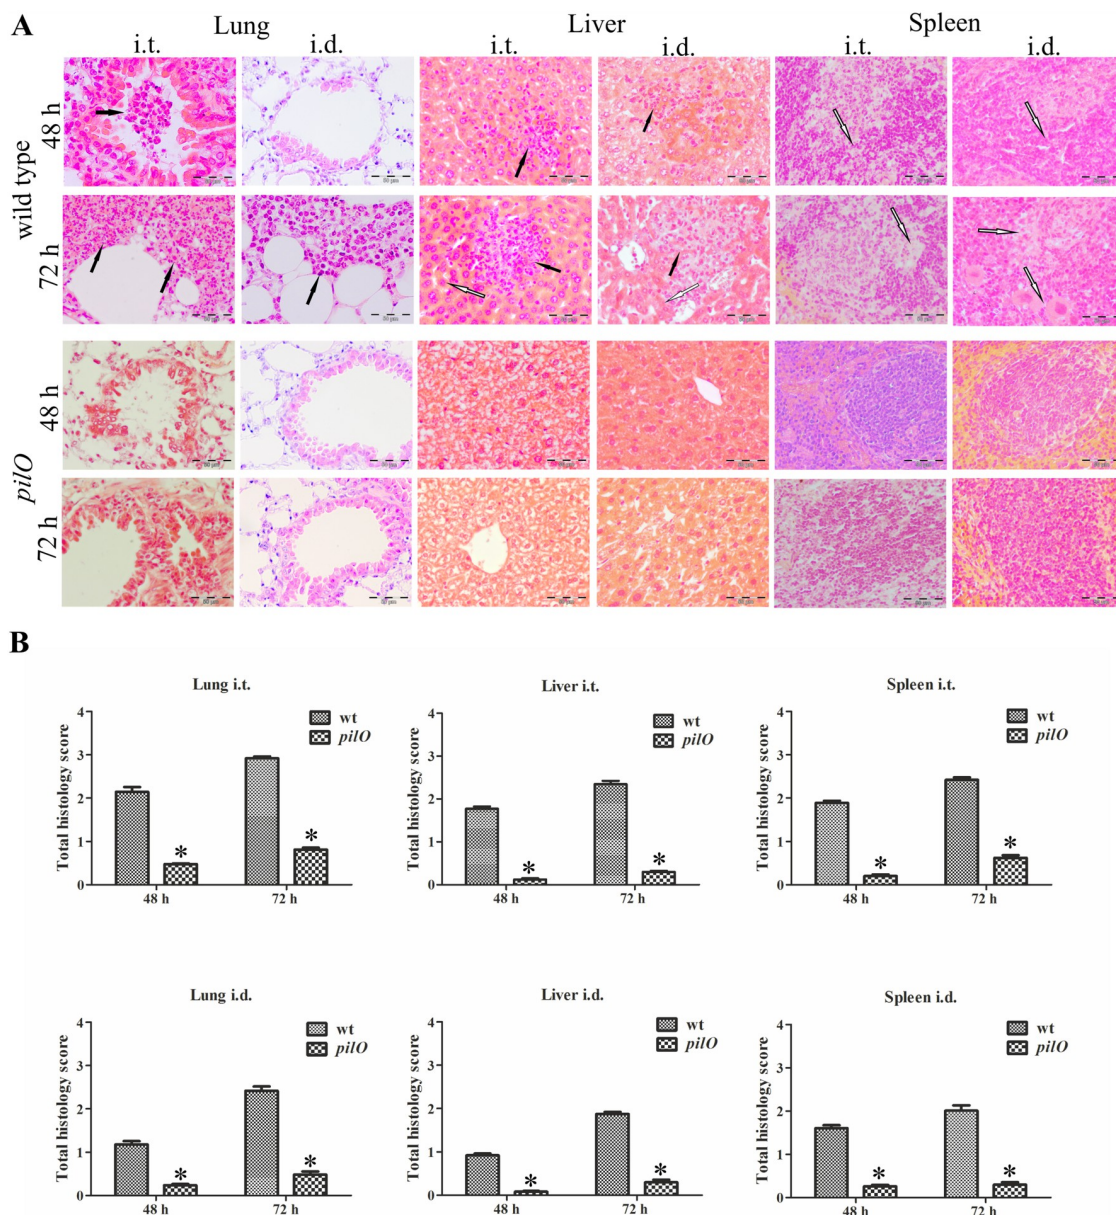 A
Lung
Liver
Spleen
i.t.
i.d.
i.t.
i.d.
i.t.
i.d.
wild type
48 h
72 h
pilO
48 h
72 h
B
Lung i.t.
Total histology score
4
3
2
1
0
wt
pilO
*
*
48 h
72 h
Liver i.t.
Total histology score
4
3
2
1
0
wt
pilO
*
*
48 h
72 h
Spleen i.t.
Total histology score
4
3
2
1
0
wt
pilO
*
*
48 h
72 h
Lung i.d.
Total histology score
4
3
2
1
0
wt
pilO
*
*
48 h
72 h
Liver i.d.
Total histology score
4
3
2
1
0
wt
pilO
*
*
48 h
72 h
Spleen i.d.
Total histology score
4
3
2
1
0
wt
pilO
*
*
48 h
72 h